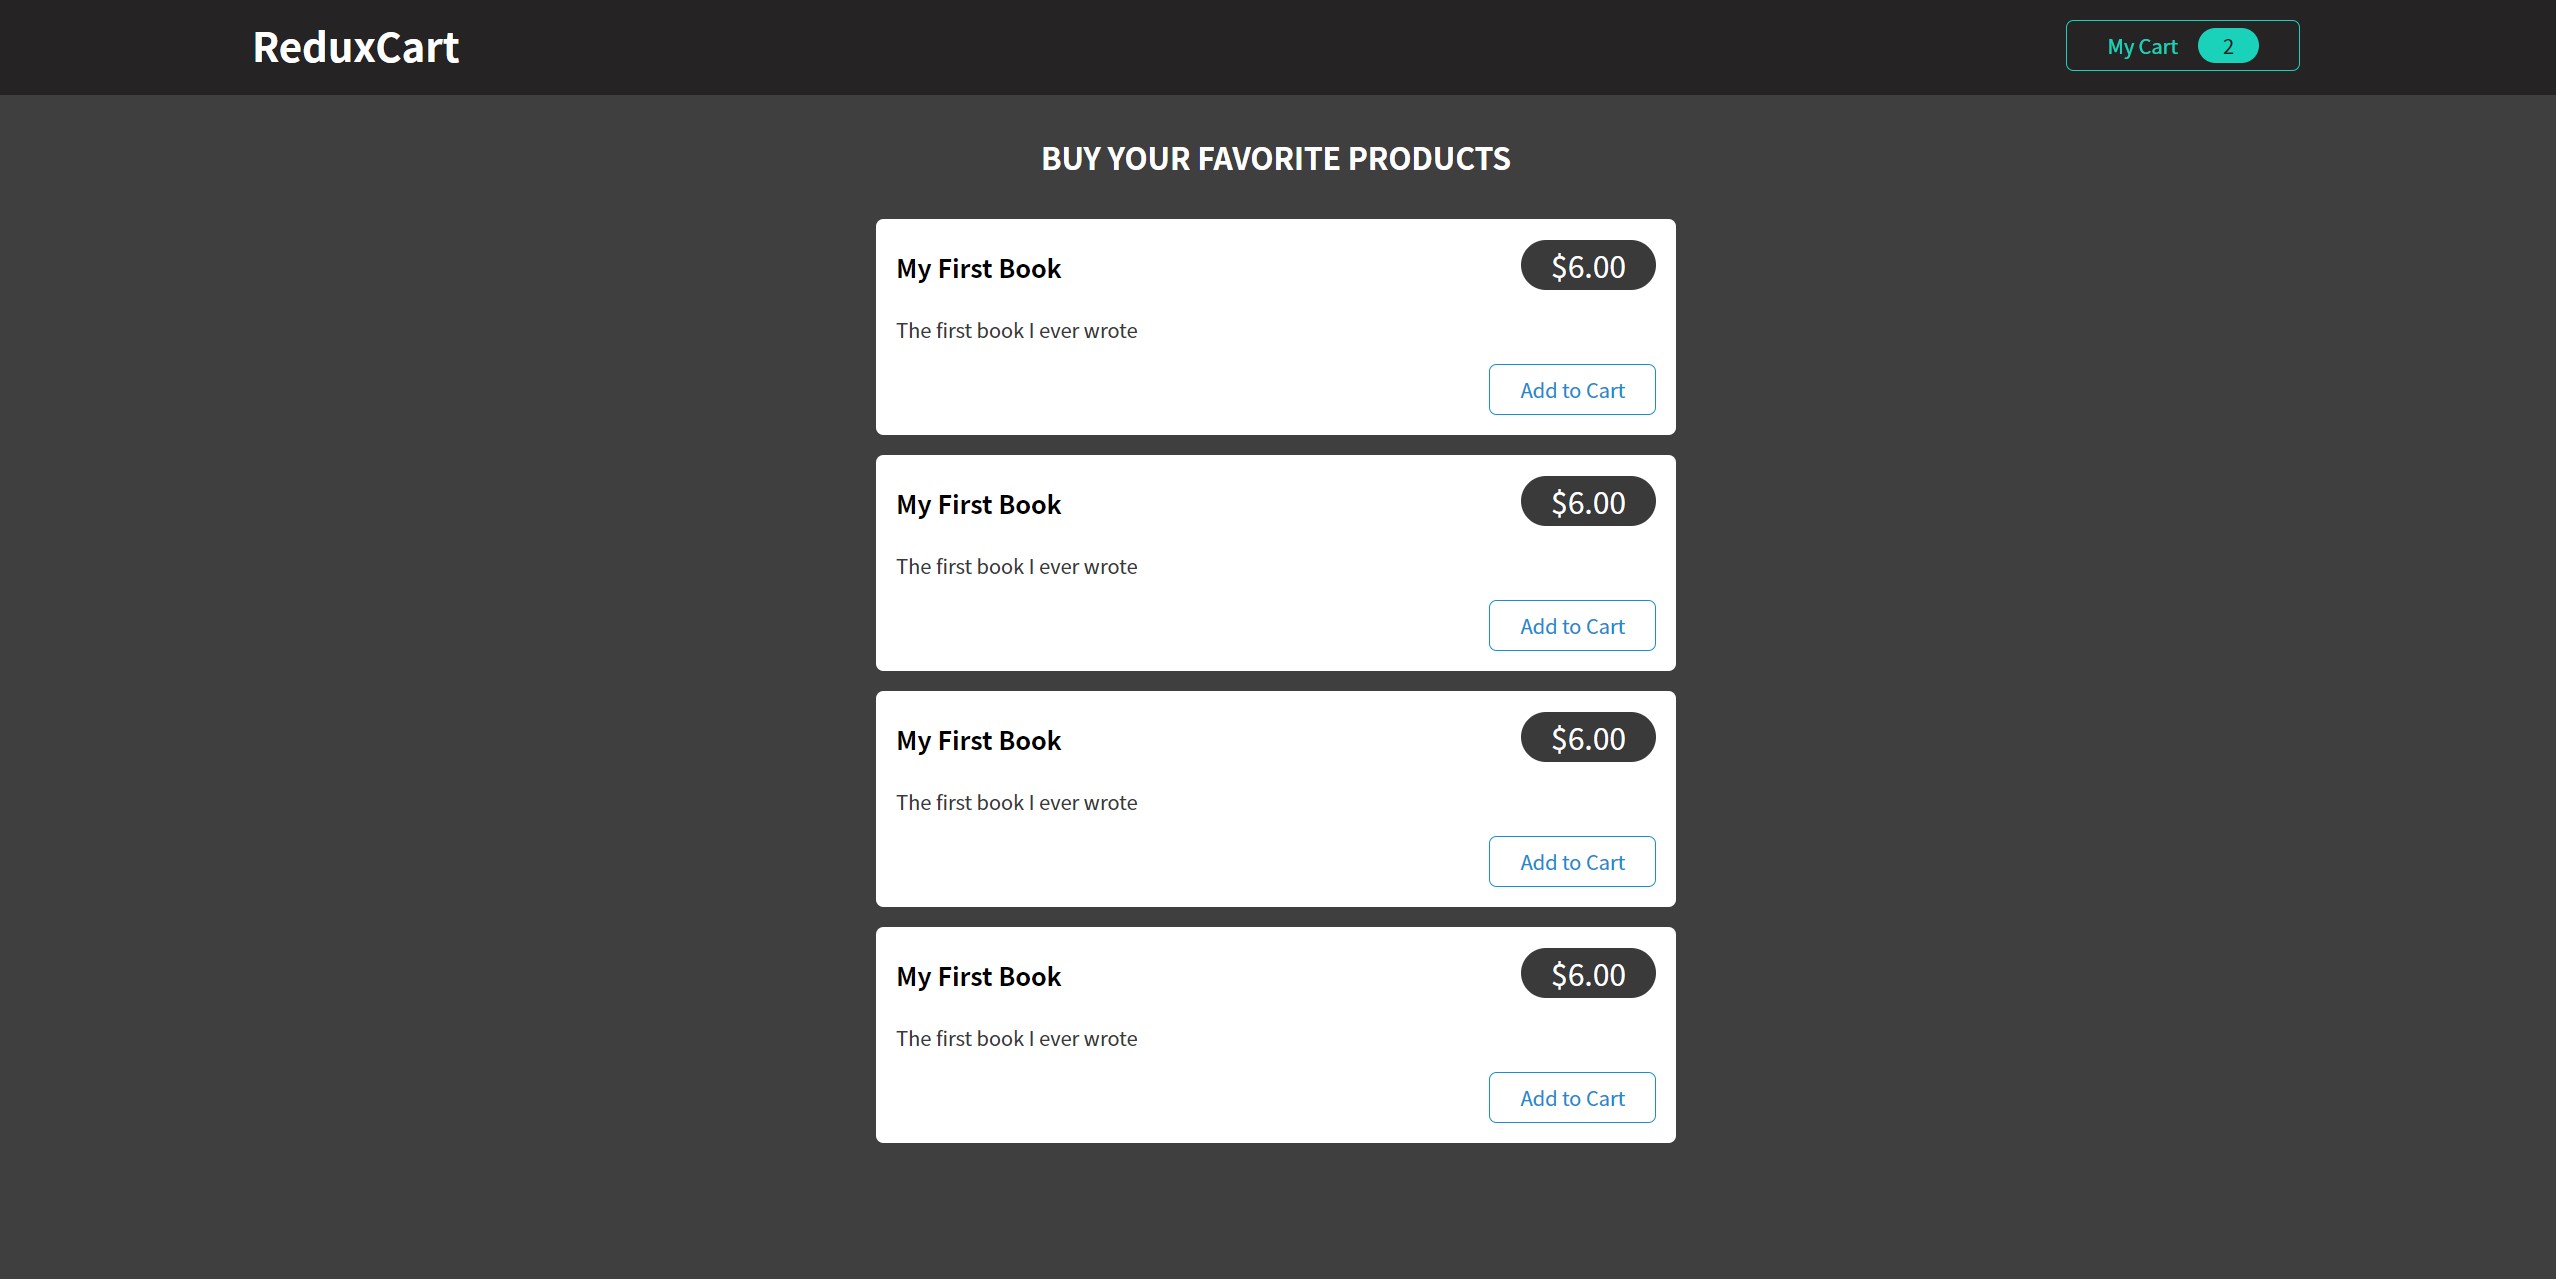 ReduxCart
My Cart 2
BUY YOUR FAVORITE PRODUCTS
My First Book
$6.00
The first book I ever wrote
Add to Cart
My First Book
$6.00
The first book I ever wrote
Add to Cart
My First Book
$6.00
The first book I ever wrote
Add to Cart
My First Book
$6.00
The first book I ever wrote
Add to Cart